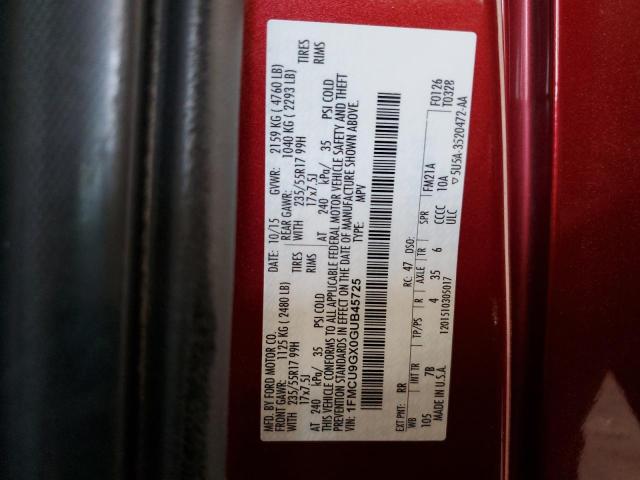 MFD. BY FORD MOTOR CO.
DATE: 10/15 GVWR: 2159 KG ( 4760 LB)
FRONT GAWR: 1125 KG ( 2480 LB) REAR GAWR: 1040 KG ( 2293 LB)
WITH 235/55R17 99H TIRES WITH 235/55R17 99H TIRES
17x7.5J RIMS 17x7.5J RIMS
AT 240 kPa/ 35 PSI COLD AT 240 kPa/ 35 PSI COLD
THIS VEHICLE CONFORMS TO ALL APPLICABLE FEDERAL MOTOR VEHICLE SAFETY AND THEFT
PREVENTION STANDARDS IN EFFECT ON THE DATE OF MANUFACTURE SHOWN ABOVE.
VIN: 1FMCU9GX0GUB45725 TYPE: MPV
F0126
T0328
EXT PNT: RR RC: 47 DSO:
WB INT TR TP/PS R AXLE TR SPR FM21A
105 7B 4 35 6 CCCC 10A
ULC
MADE IN U.S.A. 1201510305017 ▽5U5A-3520472-AA